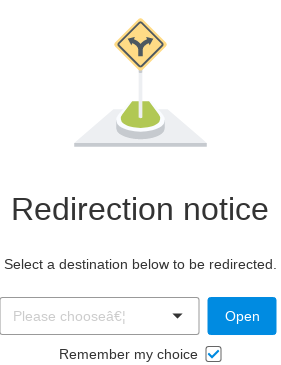 Redirection notice
Select a destination below to be redirected.
Please chooseâ€¦
Open
Remember my choice